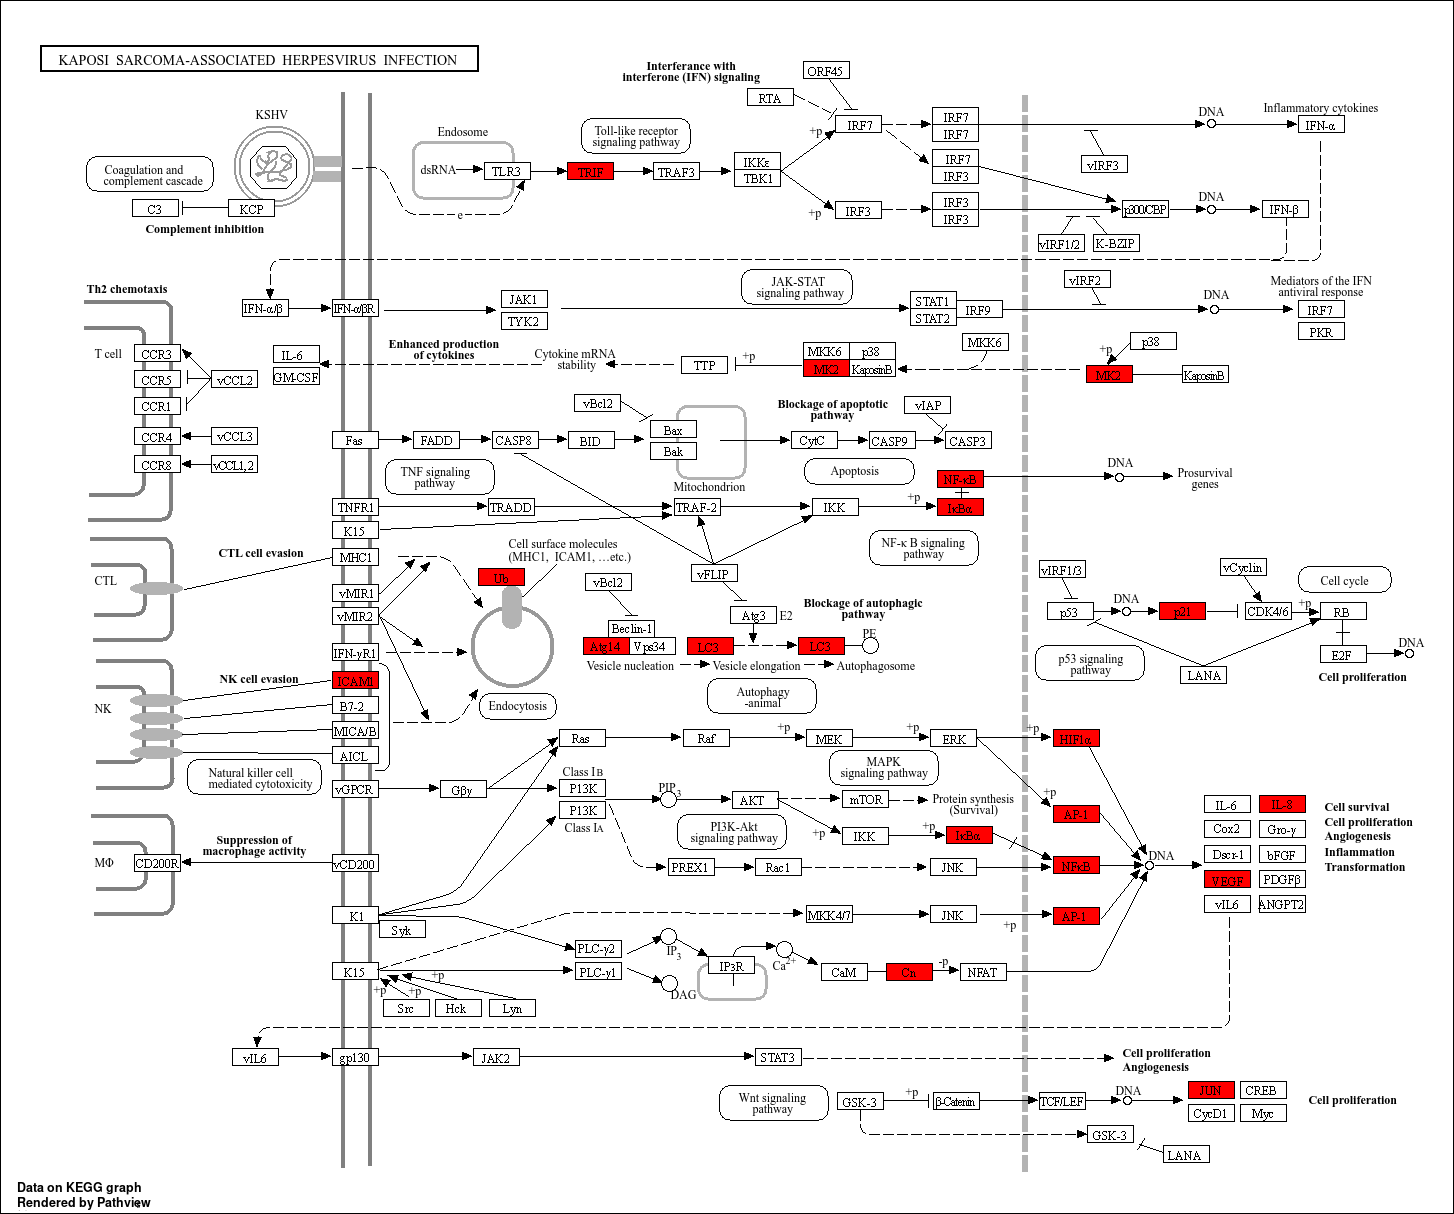 KAPOSI SARCOMA-ASSOCIATED HERPESVIRUS INFECTION
Interferance with
interferone (IFN) signaling
ORF45
RTA
KSHV
Endosome
Toll-like receptor
signaling pathway
+p
IRF7
IRF7
IRF7
DNA
Inflammatory cytokines
IFN-α
Coagulation and
complement cascade
dsRNA
TLR3
TRIF
TRAF3
IKKε
TBK1
IRF7
IRF3
vIRF3
C3
KCP
e
+p
IRF3
IRF3
IRF3
p300/CBP
DNA
IFN-β
Complement inhibition
vIRF1/2
K-BZIP
Th2 chemotaxis
JAK-STAT
signaling pathway
vIRF2
Mediators of the IFN
antiviral response
IFN-α/β
IFN-α/βR
JAK1
TYK2
STAT1
STAT2
IRF9
DNA
IRF7
PKR
T cell
CCR3
CCR5
CCR1
CCR4
CCR8
vCCL2
vCCL3
vCCL1,2
IL-6
GM-CSF
Enhanced production
of cytokines
Cytokine mRNA
stability
TTP
+p
MKK6
p38
MK2
KaposinB
MKK6
+p
p38
MK2
KaposinB
vBcl2
Blockage of apoptotic
pathway
vIAP
Fas
FADD
CASP8
BID
Bax
Bak
CytC
CASP9
CASP3
TNF signaling
pathway
Mitochondrion
Apoptosis
NF-κB
DNA
Prosurvival
genes
TNFR1
TRADD
TRAF-2
IKK
+p
IκBα
K15
CTL cell evasion
MHC1
Cell surface molecules
(MHC1, ICAM1, ...etc.)
NF-κ B signaling
pathway
CTL
vMIR1
vMIR2
Ub
vBcl2
vFLIP
vIRF1/3
vCyclin
Cell cycle
Atg3
E2
Blockage of autophagic
pathway
p53
DNA
p21
CDK4/6
+p
RB
IFN-γR1
Beclin-1
Atg14
Vps34
LC3
LC3
PE
Vesicle nucleation
Vesicle elongation
Autophagosome
p53 signaling
pathway
LANA
E2F
DNA
Cell proliferation
NK cell evasion
ICAM1
NK
B7-2
MICA/B
AICL
Endocytosis
Autophagy
-animal
Natural killer cell
mediated cytotoxicity
Ras
Raf
+p
MEK
+p
ERK
+p
HIF1α
MAPK
signaling pathway
vGPCR
Gβγ
Class IB
P13K
P13K
Class IA
PIP3
AKT
mTOR
Protein synthesis
(Survival)
+p
AP-1
PI3K-Akt
signaling pathway
+p
IKK
+p
IκBα
IL-6
IL-8
Cox2
Gro-γ
Dscr-1
bFGF
VEGF
PDGFβ
vIL6
ANGPT2
Cell survival
Cell proliferation
Angiogenesis
Inflammation
Transformation
Suppression of
macrophage activity
MΦ
CD200R
vCD200
PREX1
Rac1
JNK
NFκB
DNA
K1
Syk
MKK4/7
JNK
+p
AP-1
PLC-γ2
IP3
IP3R
Ca2+
K15
PLC-γ1
DAG
CaM
Cn
-p
NFAT
+p
+p
+p
Src
Hck
Lyn
vIL6
gp130
JAK2
STAT3
Cell proliferation
Angiogenesis
Wnt signaling
pathway
GSK-3
+p
β-Catenin
TCF/LEF
DNA
JUN
CREB
CycD1
Myc
Cell proliferation
GSK-3
LANA
Data on KEGG graph
Rendered by Pathview